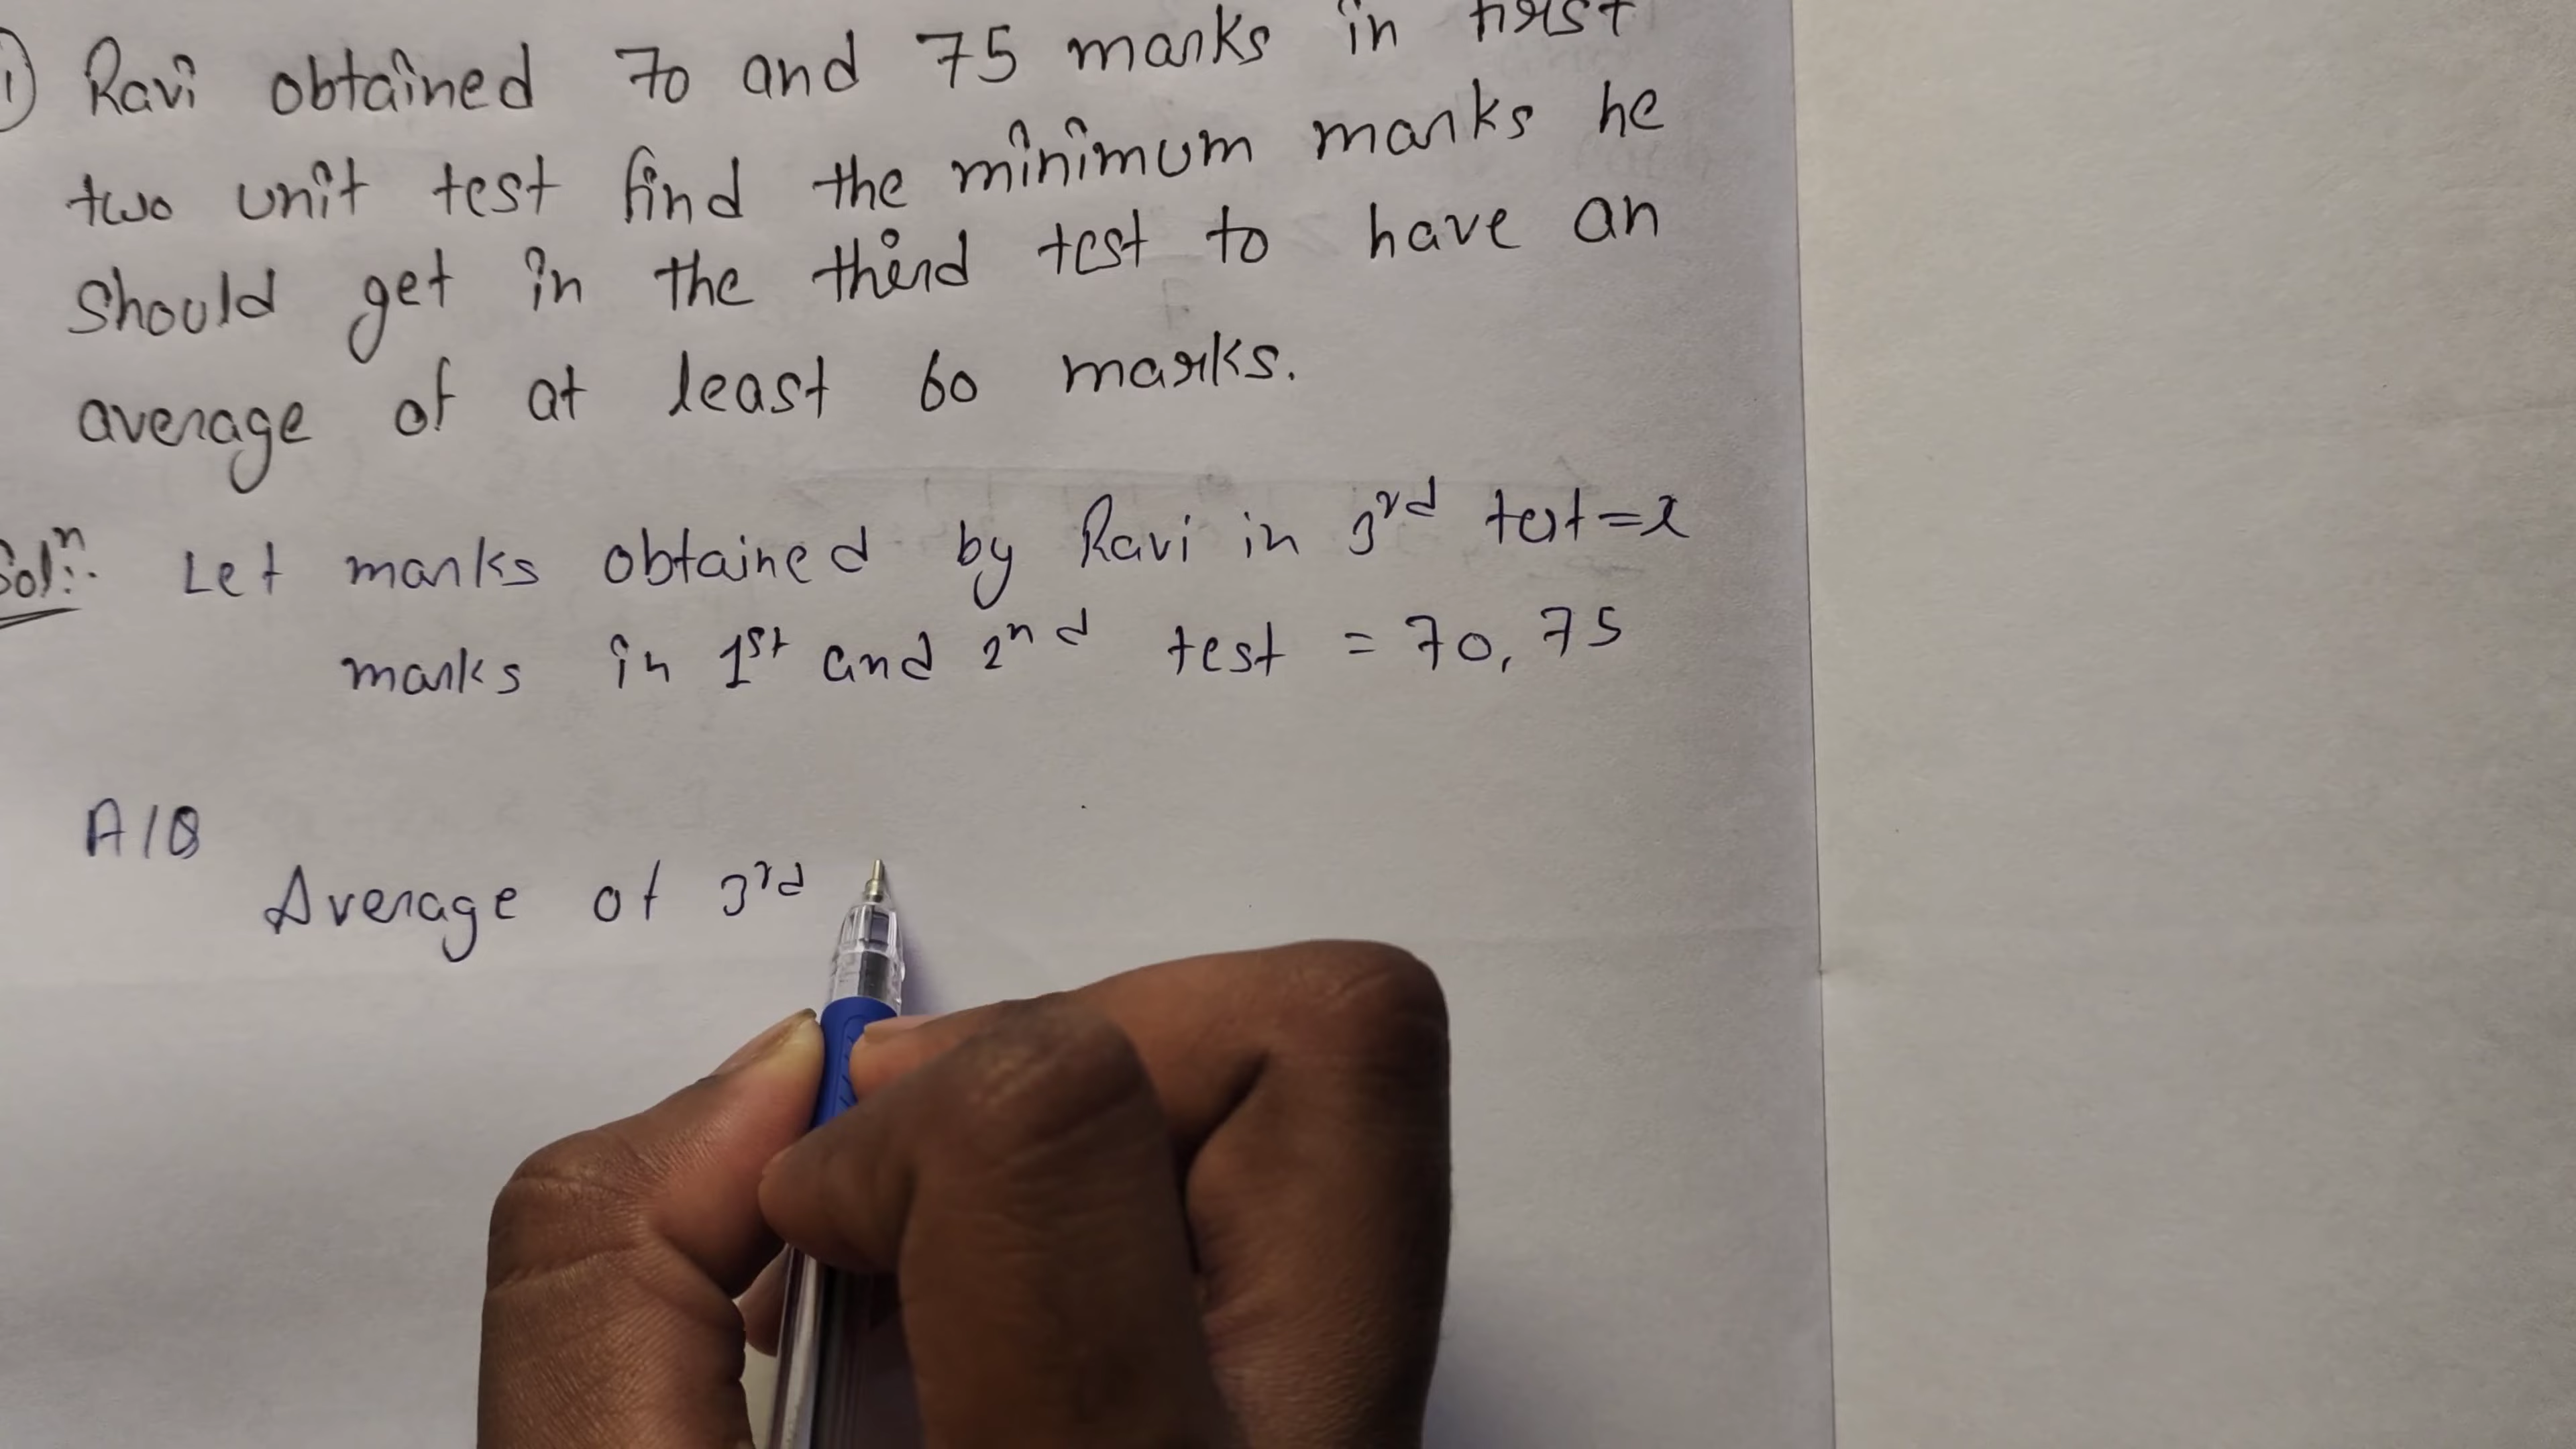 1) Ravi obtained 70 and 75 marks in first
two unit test find the minimum marks he
should get in the third test to have an
average of at least 60 marks.
Solⁿ:. Let marks obtained by Ravi in 3rd test = x
marks in 1st and 2nd test = 70, 75
A/Q
Average of 3rd